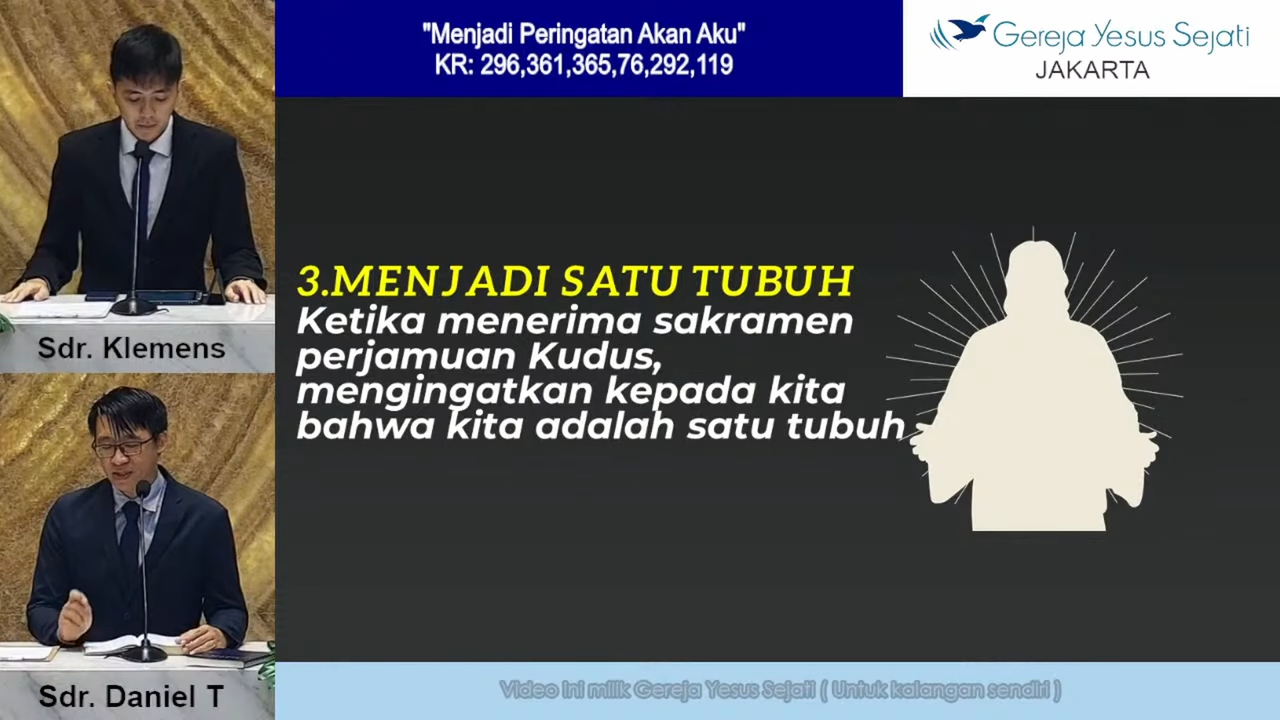 "Menjadi Peringatan Akan Aku"
KR: 296,361,365,76,292,119
Gereja Yesus Sejati
JAKARTA
3.MENJADI SATU TUBUH
Ketika menerima sakramen
perjamuan Kudus,
mengingatkan kepada kita
bahwa kita adalah satu tubuh
Sdr. Klemens
Sdr. Daniel T
Video ini milik Gereja Yesus Sejati ( Untuk kalangan sendiri )